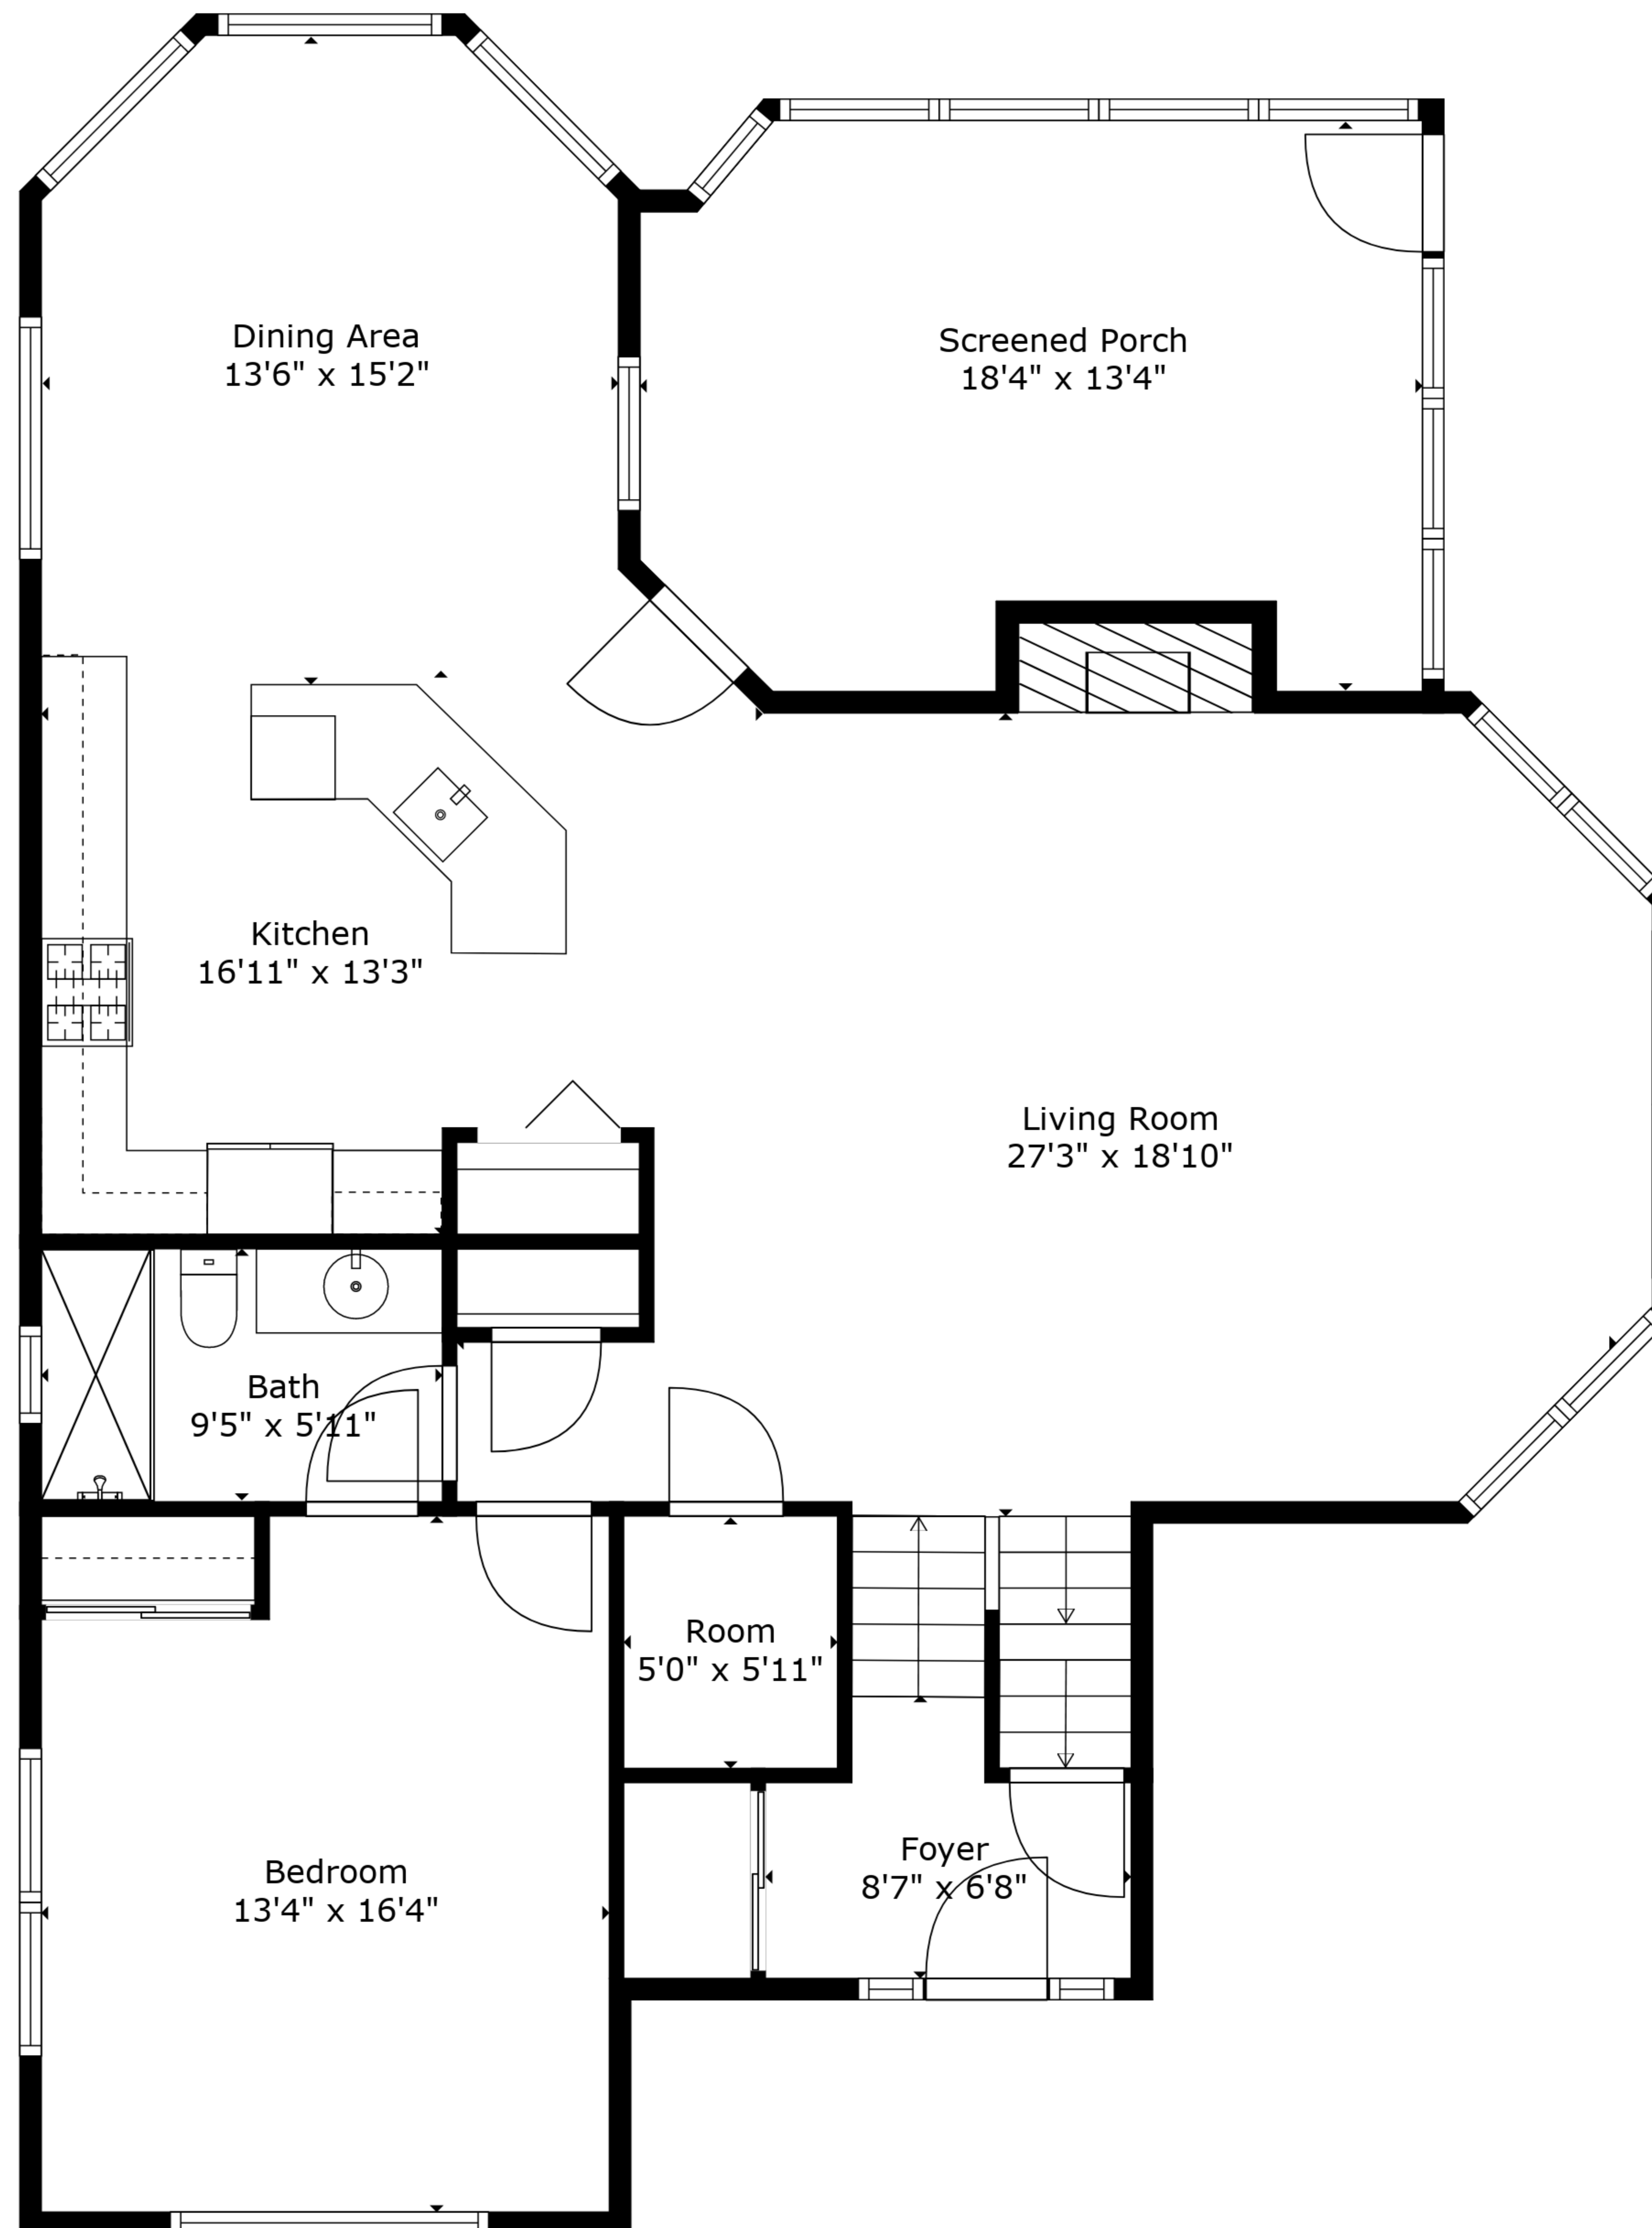 Dining Area
13'6" x 15'2"
Screened Porch
18'4" x 13'4"
Kitchen
16'11" x 13'3"
Living Room
27'3" x 18'10"
Bath
9'5" x 5'11"
Room
5'0" x 5'11"
Foyer
8'7" x 6'8"
Bedroom
13'4" x 16'4"